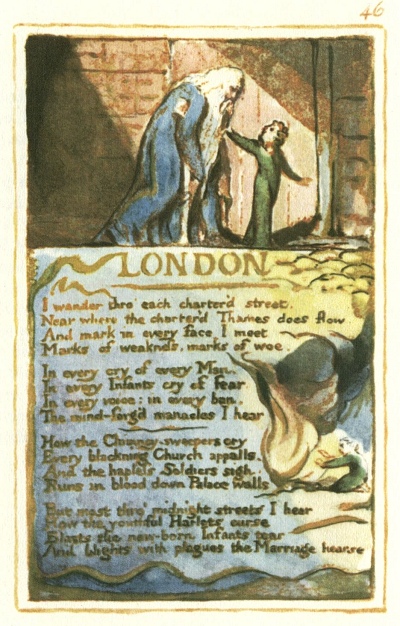 46
LONDON
I wander thro' each charter'd street.
Near where the charter'd Thames does flow
And mark in every face I meet
Marks of weakness, marks of woe.
In every cry of every Man.
In every Infants cry of fear.
In every voice: in every ban.
The mind-forg'd manacles I hear
How the Chimney-sweepers cry
Every blackning Church appalls.
And the hapless Soldiers sigh.
Runs in blood down Palace walls
But most thro' midnight streets I hear
How the youthful Harlots curse
Blasts the new-born Infants tear
And blights with plagues the Marriage hearse